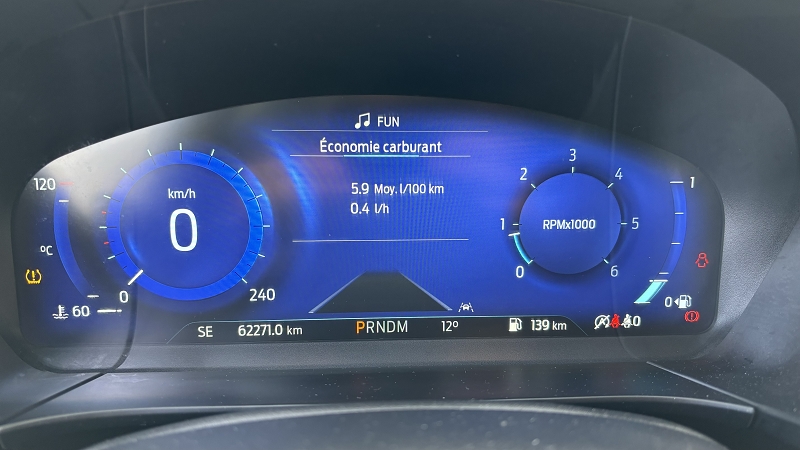 FUN
Économie carburant
5.9 Moy. l/100 km
0.4 l/h
120
°C
60
km/h
0
0
240
RPMx1000
0
1
2
3
4
5
6
1
0
SE 62271.0 km PRNDM 12° 139 km 0